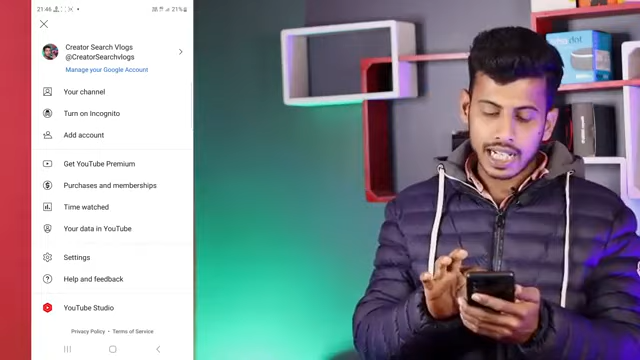 21:46
21%
Creator Search Vlogs
@CreatorSearchvlogs
Manage your Google Account
Your channel
Turn on Incognito
Add account
Get YouTube Premium
Purchases and memberships
Time watched
Your data in YouTube
Settings
Help and feedback
YouTube Studio
Privacy Policy • Terms of Service
dot